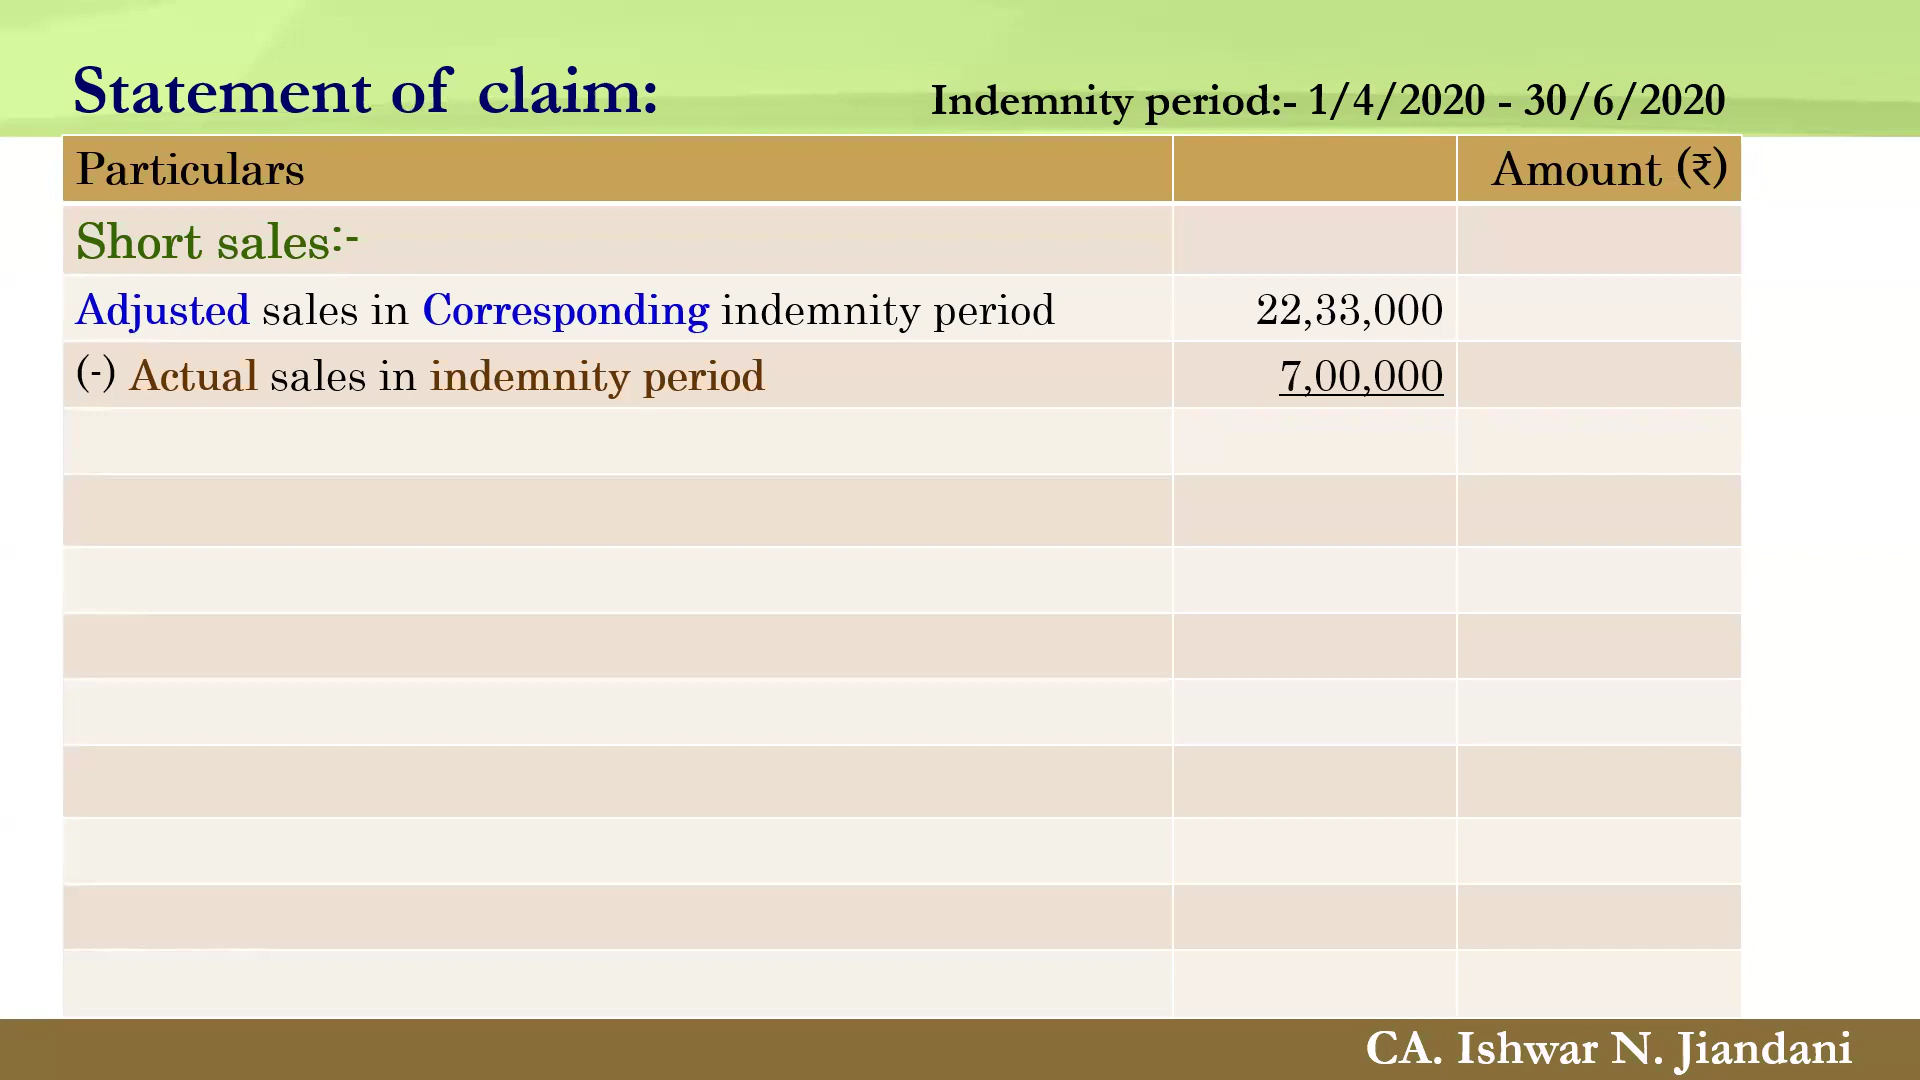 Statement of claim:
Indemnity period:- 1/4/2020 - 30/6/2020
Particulars Amount (₹)
Short sales:-
Adjusted sales in Corresponding indemnity period 22,33,000
(-) Actual sales in indemnity period 7,00,000
CA. Ishwar N. Jiandani